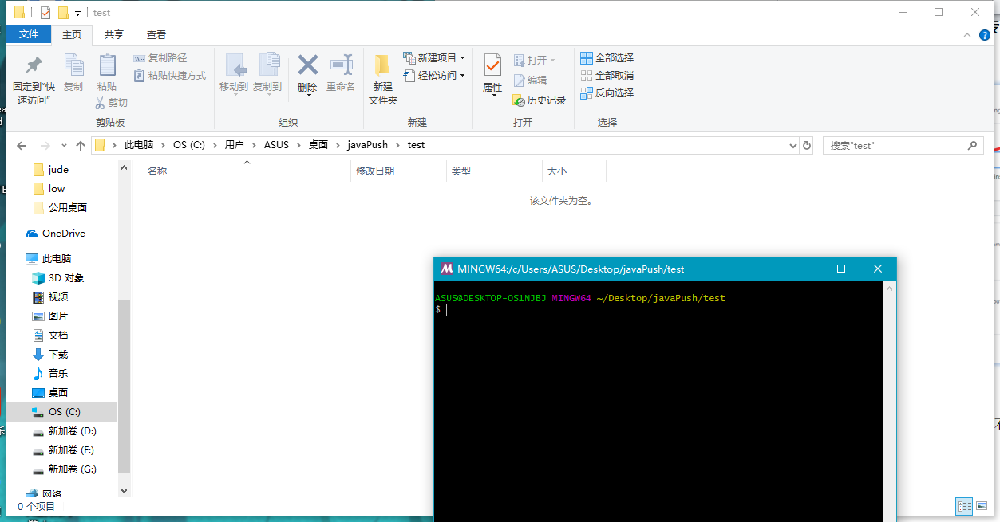 test
文件 主页 共享 查看
固定到"快速访问"
复制
粘贴
复制路径
粘贴快捷方式
剪切
剪贴板
移动到
复制到
删除
重命名
组织
新建文件夹
新建项目
轻松访问
新建
属性
打开
编辑
历史记录
打开
全部选择
全部取消
反向选择
选择
此电脑 OS (C:) 用户 ASUS 桌面 javaPush test
搜索"test"
名称 修改日期 类型 大小
该文件夹为空。
jude
low
公用桌面
OneDrive
此电脑
3D 对象
视频
图片
文档
下载
音乐
桌面
OS (C:)
新加卷 (D:)
新加卷 (F:)
新加卷 (G:)
网络
0 个项目
MINGW64:/c/Users/ASUS/Desktop/javaPush/test
ASUS@DESKTOP-OS1NJBJ MINGW64 ~/Desktop/javaPush/test
$